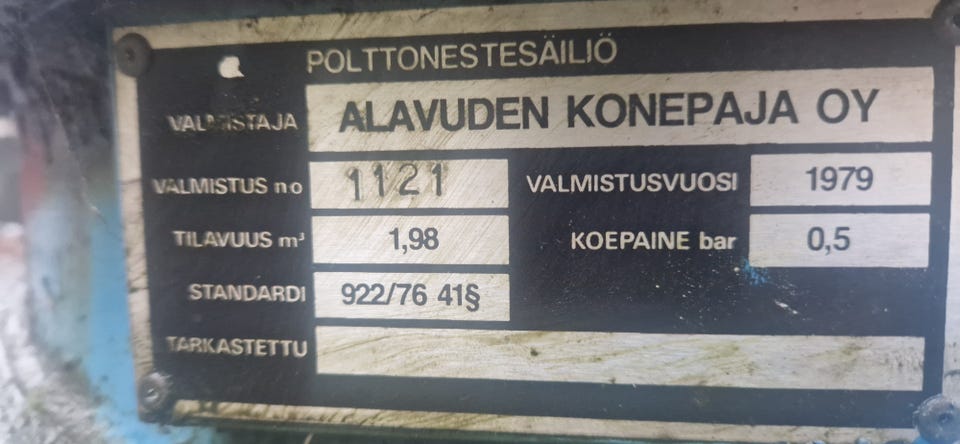 POLTTONESTESÄILIÖ
VALMISTAJA ALAVUDEN KONEPAJA OY
VALMISTUS no 1121 VALMISTUSVUOSI 1979
TILAVUUS m³ 1,98 KOEPAINE bar 0,5
STANDARDI 922/76 41§
TARKASTETTU